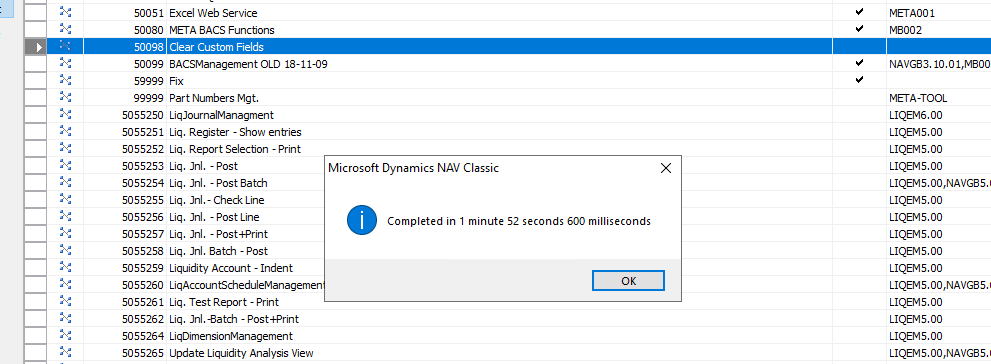 50051 Excel Web Service ✔ META001
50080 META BACS Functions ✔ MB002
50098 Clear Custom Fields
50099 BACSManagement OLD 18-11-09 ✔ NAVGB3.10.01,MB00
59999 Fix ✔
99999 Part Numbers Mgt. META-TOOL
5055250 LiqJournalManagment LIQEM6.00
5055251 Liq. Register - Show entries LIQEM5.00
5055252 Liq. Report Selection - Print LIQEM5.00
5055253 Liq. Jnl. - Post LIQEM5.00
5055254 Liq. Jnl. - Post Batch LIQEM5.00,NAVGB5.0
5055255 Liq. Jnl.- Check Line LIQEM5.00
5055256 Liq. Jnl. - Post Line LIQEM5.00
5055257 Liq. Jnl. - Post+Print LIQEM5.00
5055258 Liq. Jnl. Batch - Post LIQEM5.00
5055259 Liquidity Account - Indent LIQEM5.00
5055260 LiqAccountScheduleManagement LIQEM5.00,NAVGB5.0
5055261 Liq. Test Report - Print LIQEM5.00
5055262 Liq. Jnl.-Batch - Post+Print LIQEM5.00
5055264 LiqDimensionManagement LIQEM5.00
5055265 Update Liquidity Analysis View LIQEM5.00,NAVGB5.
Microsoft Dynamics NAV Classic
Completed in 1 minute 52 seconds 600 milliseconds
OK